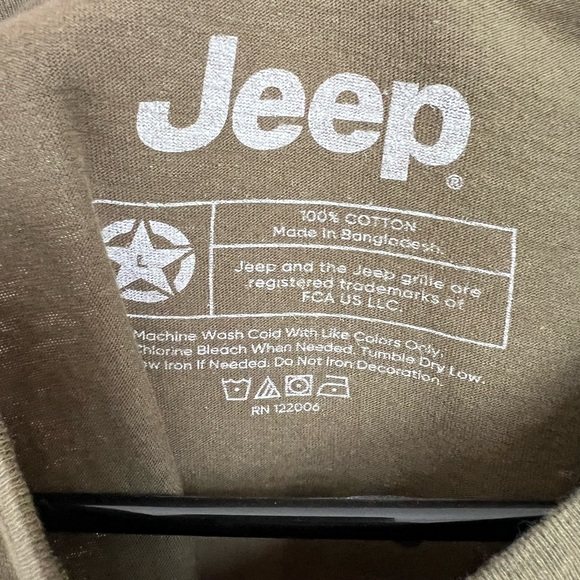 Jeep®
L
100% COTTON
Made in Bangladesh.
Jeep and the Jeep grille are
registered trademarks of
FCA US LLC.
Machine Wash Cold With Like Colors Only,
Chlorine Bleach When Needed. Tumble Dry Low.
Low Iron If Needed. Do Not Iron Decoration.
RN 122006